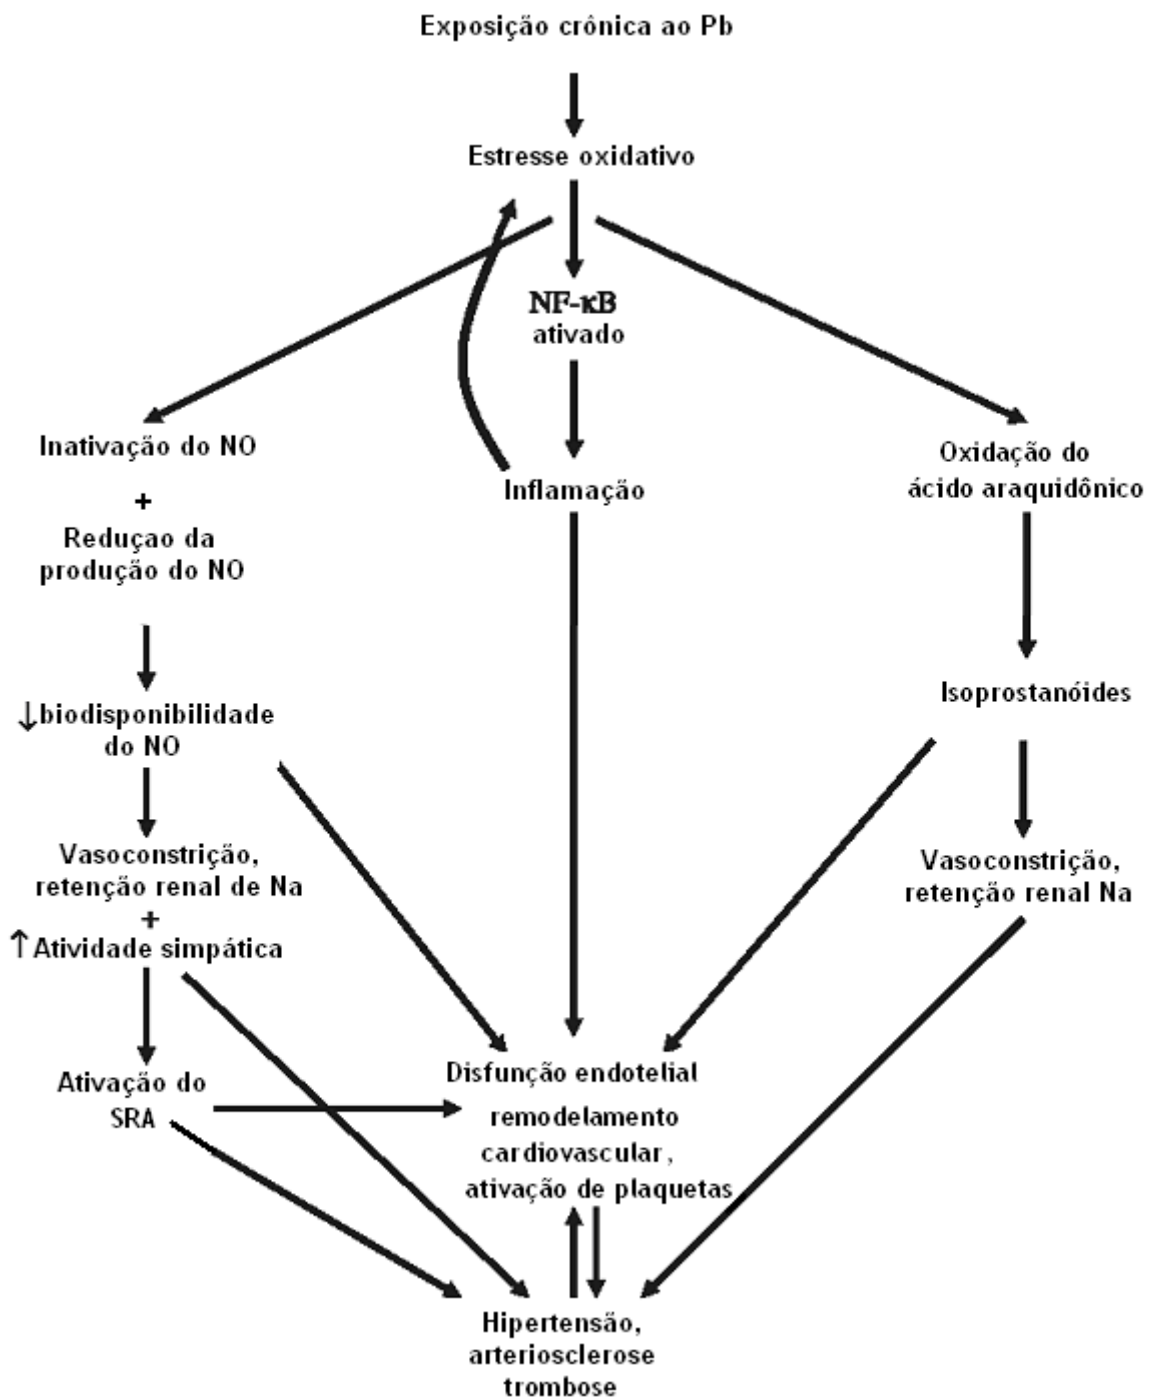 Exposição crônica ao Pb
Estresse oxidativo
NF-κB
ativado
Inativação do NO
+
Reduçao da
produção do NO
Inflamação
Oxidação do
ácido araquidônico
↓biodisponibilidade
do NO
Isoprostanóides
Vasoconstrição,
retenção renal de Na
+
↑Atividade simpática
Vasoconstrição,
retenção renal Na
Ativação do
SRA
Disfunção endotelial
remodelamento
cardiovascular,
ativação de plaquetas
Hipertensão,
arteriosclerose
trombose